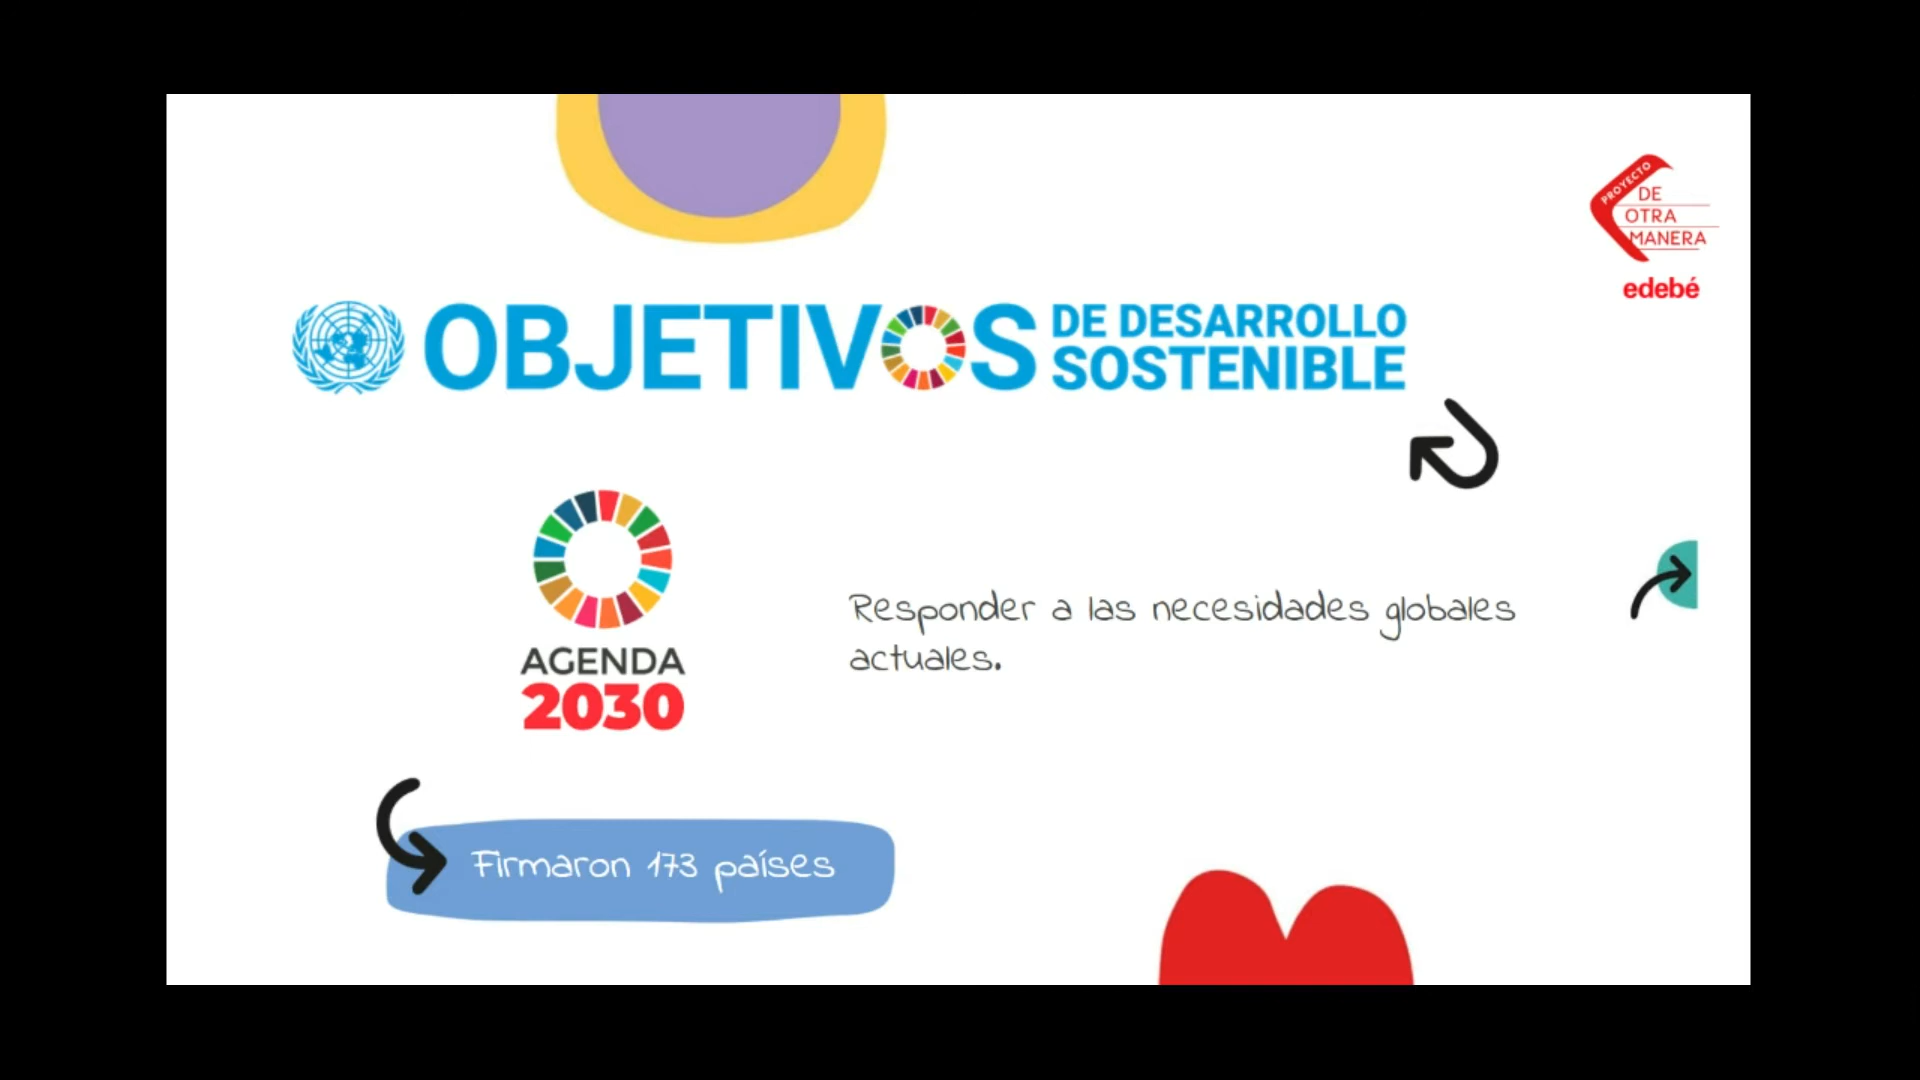 PROYECTO
DE
OTRA
MANERA
edebé
OBJETIVOS DE DESARROLLO
SOSTENIBLE
AGENDA
2030
Responder a las necesidades globales
actuales.
Firmaron 173 países